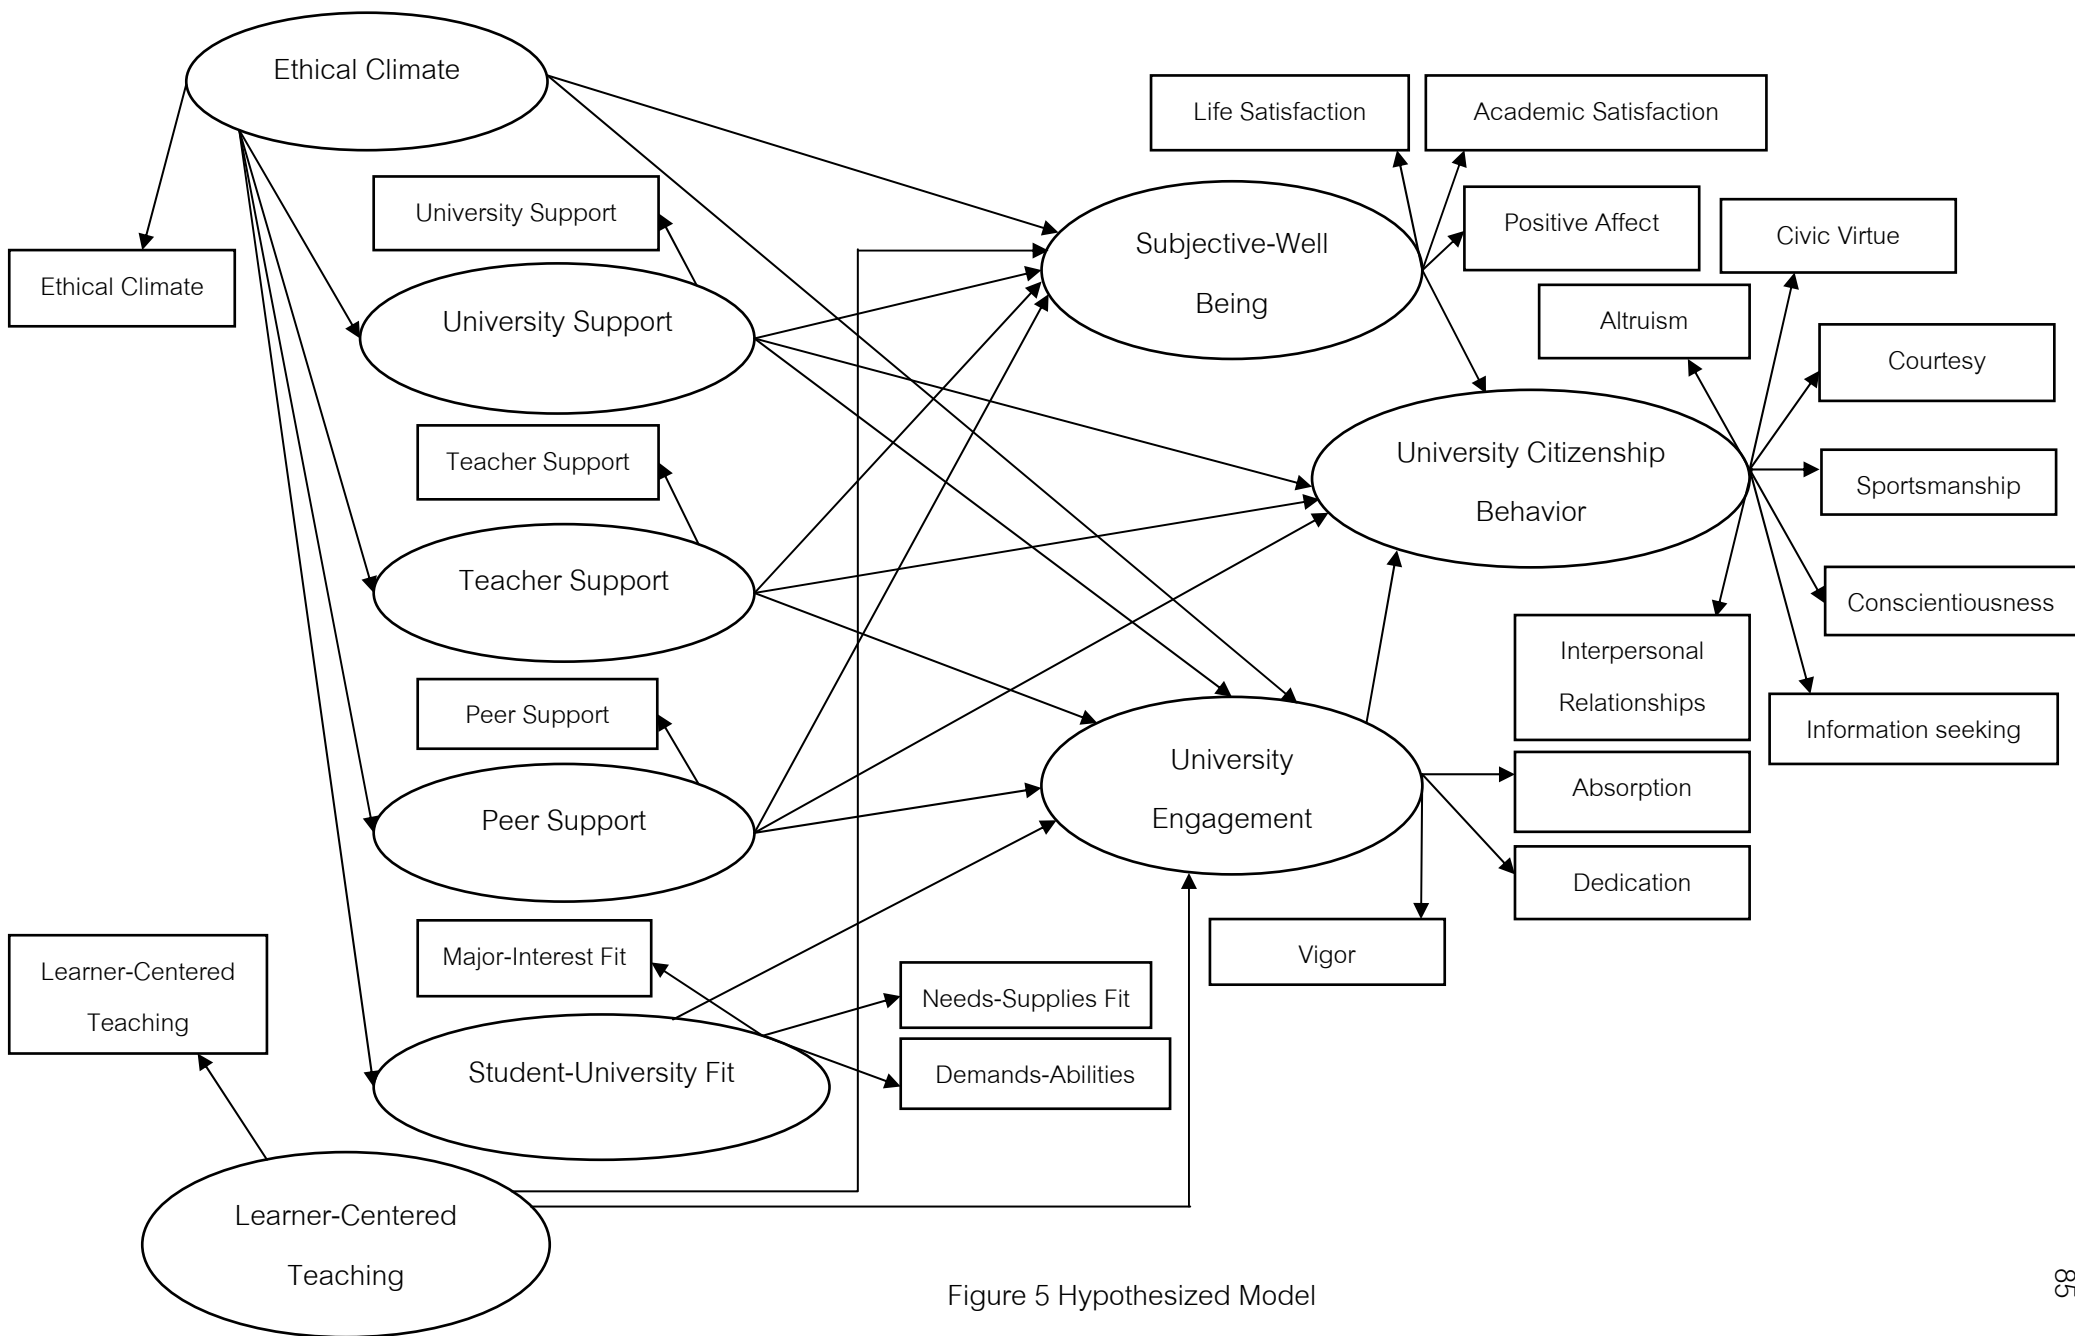 Ethical Climate
Life Satisfaction
Academic Satisfaction
University Support
Positive Affect
Civic Virtue
Ethical Climate
Subjective-Well
Being
University Support
Altruism
Courtesy
Teacher Support
University Citizenship
Behavior
Sportsmanship
Teacher Support
Conscientiousness
Interpersonal
Relationships
Peer Support
Information seeking
University
Engagement
Peer Support
Absorption
Dedication
Major-Interest Fit
Vigor
Learner-Centered
Teaching
Needs-Supplies Fit
Student-University Fit
Demands-Abilities
Learner-Centered
Teaching
Figure 5 Hypothesized Model
85